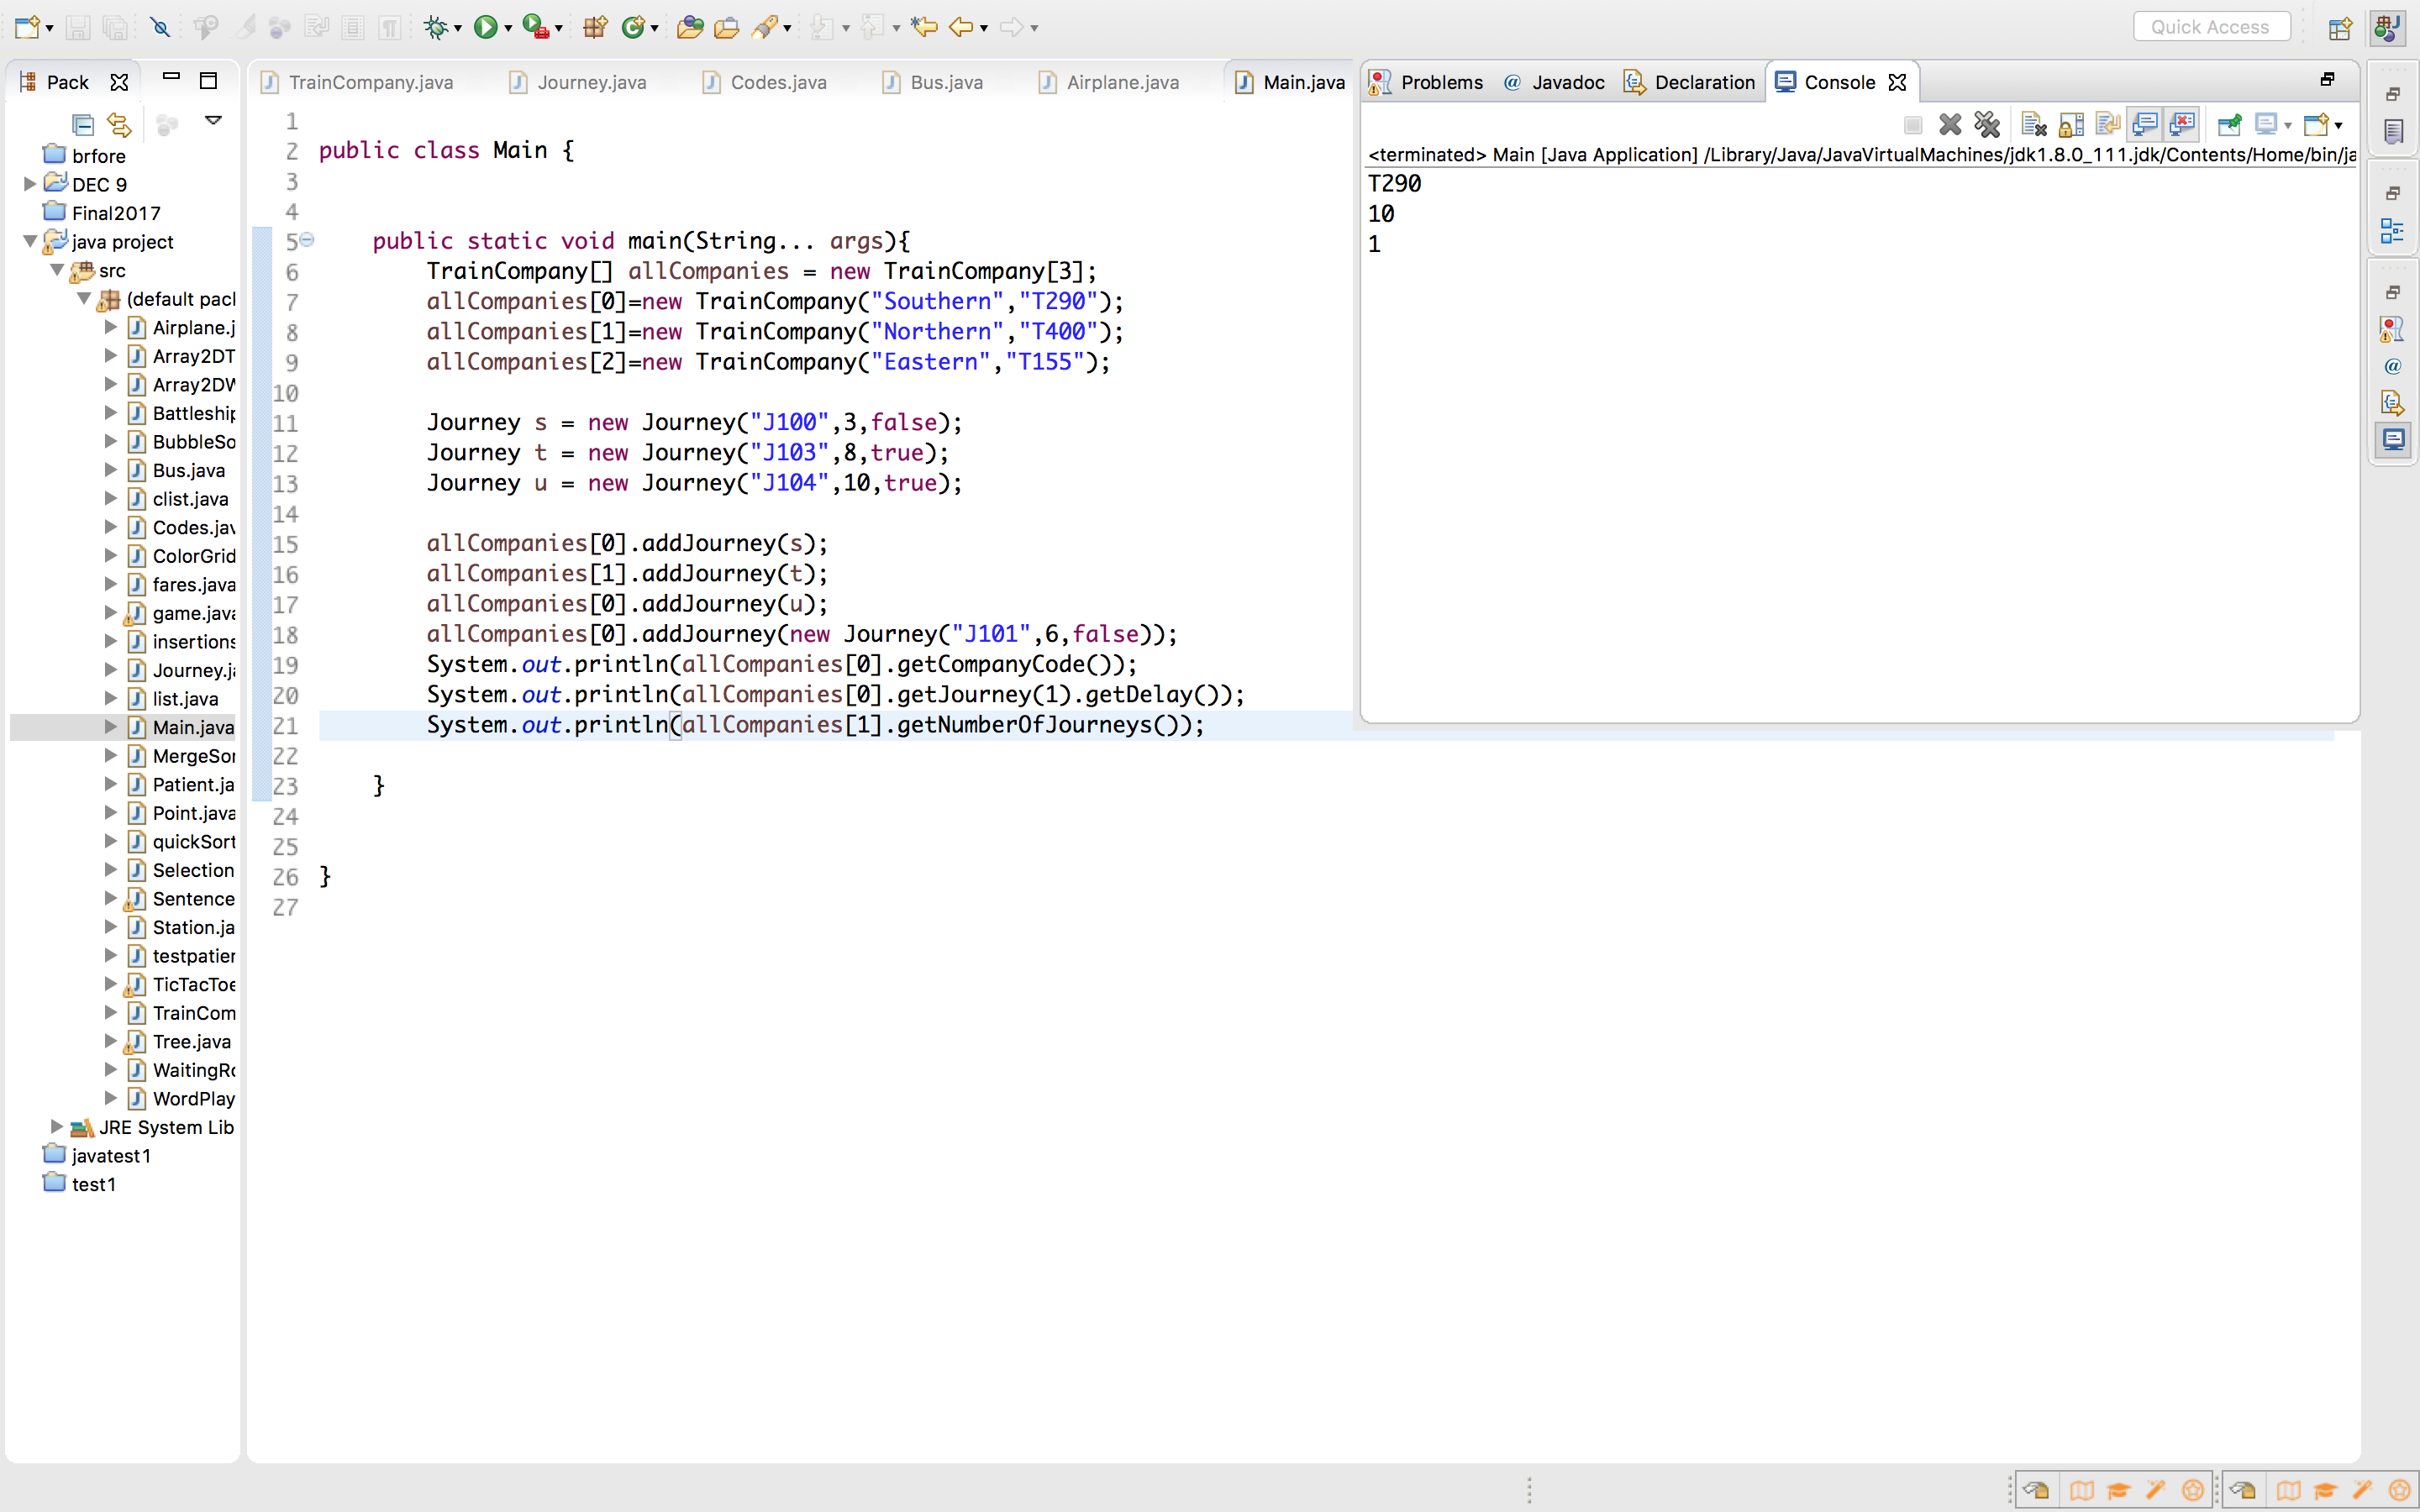 Quick Access
Pack
brfore
DEC 9
Final2017
java project
src
(default pacl
Airplane.j
Array2DT
Array2DW
Battleship
BubbleSo
Bus.java
clist.java
Codes.jav
ColorGrid
fares.java
game.java
insertions
Journey.ja
list.java
Main.java
MergeSor
Patient.ja
Point.java
quickSort
Selection
Sentence
Station.ja
testpatier
TicTacToe
TrainCom
Tree.java
WaitingRo
WordPlay
JRE System Lib
javatest1
test1
TrainCompany.java Journey.java Codes.java Bus.java Airplane.java Main.java
1
2 public class Main {
3
4
5 public static void main(String... args){
6 TrainCompany[] allCompanies = new TrainCompany[3];
7 allCompanies[0]=new TrainCompany("Southern","T290");
8 allCompanies[1]=new TrainCompany("Northern","T400");
9 allCompanies[2]=new TrainCompany("Eastern","T155");
10
11 Journey s = new Journey("J100",3,false);
12 Journey t = new Journey("J103",8,true);
13 Journey u = new Journey("J104",10,true);
14
15 allCompanies[0].addJourney(s);
16 allCompanies[1].addJourney(t);
17 allCompanies[0].addJourney(u);
18 allCompanies[0].addJourney(new Journey("J101",6,false));
19 System.out.println(allCompanies[0].getCompanyCode());
20 System.out.println(allCompanies[0].getJourney(1).getDelay());
21 System.out.println(allCompanies[1].getNumberOfJourneys());
22
23 }
24
25
26 }
27
Problems @ Javadoc Declaration Console
<terminated> Main [Java Application] /Library/Java/JavaVirtualMachines/jdk1.8.0_111.jdk/Contents/Home/bin/ja
T290
10
1